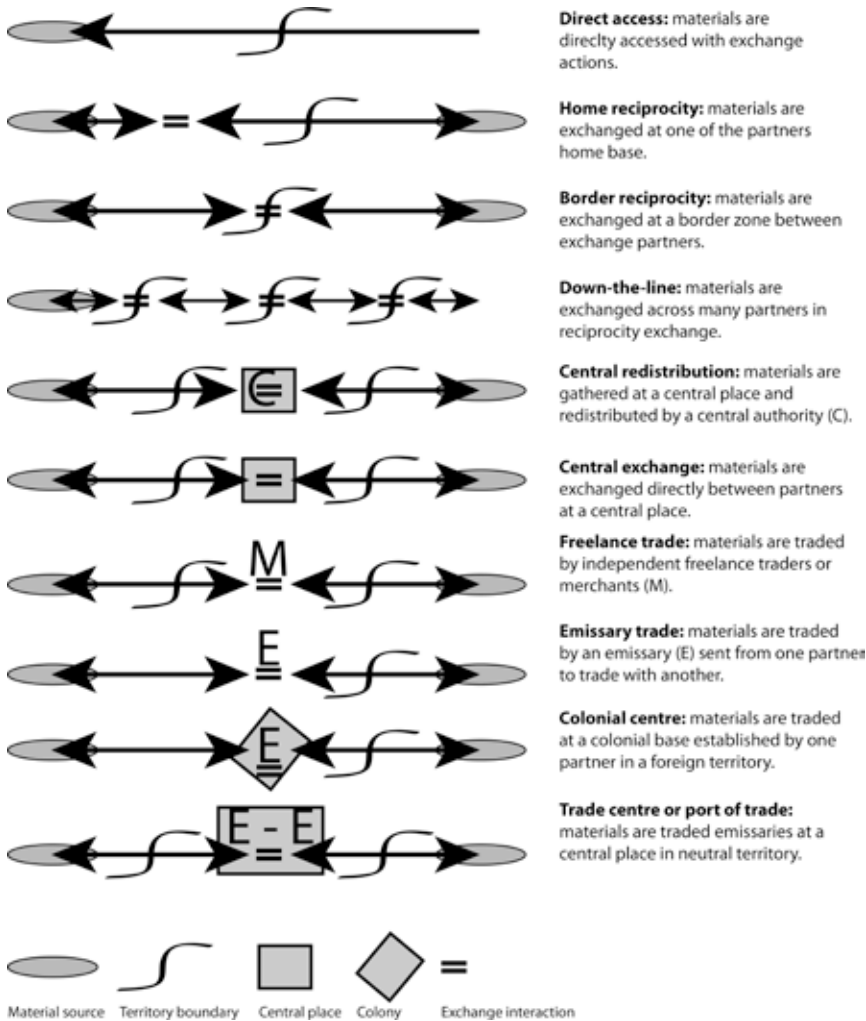 Direct access: materials are
direclty accessed with exchange
actions.
=
Home reciprocity: materials are
exchanged at one of the partners
home base.
=
Border reciprocity: materials are
exchanged at a border zone between
exchange partners.
= = =
Down-the-line: materials are
exchanged across many partners in
reciprocity exchange.
C
=
Central redistribution: materials are
gathered at a central place and
redistributed by a central authority (C).
=
Central exchange: materials are
exchanged directly between partners
at a central place.
M
=
Freelance trade: materials are traded
by independent freelance traders or
merchants (M).
E
=
Emissary trade: materials are traded
by an emissary (E) sent from one partner
to trade with another.
E
=
Colonial centre: materials are traded
at a colonial base established by one
partner in a foreign territory.
E - E
=
Trade centre or port of trade:
materials are traded emissaries at a
central place in neutral territory.
=
Material source Territory boundary Central place Colony Exchange interaction